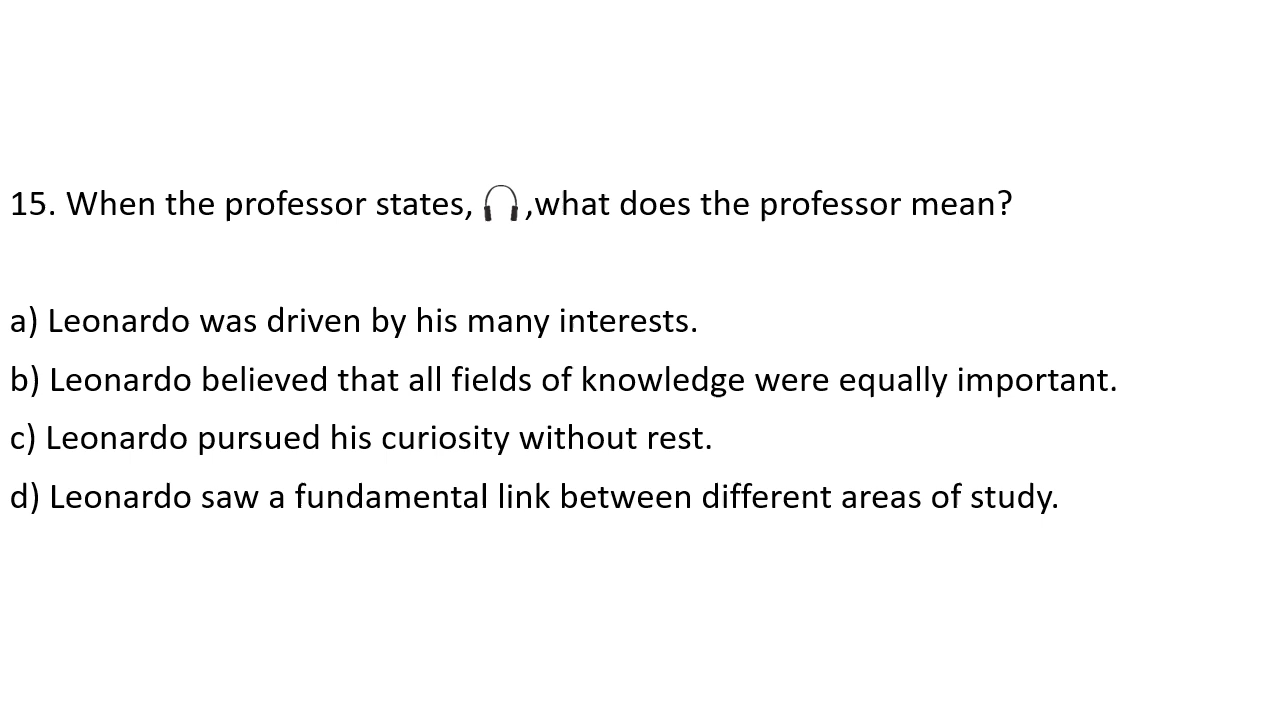 15. When the professor states, ,what does the professor mean?
a) Leonardo was driven by his many interests.
b) Leonardo believed that all fields of knowledge were equally important.
c) Leonardo pursued his curiosity without rest.
d) Leonardo saw a fundamental link between different areas of study.